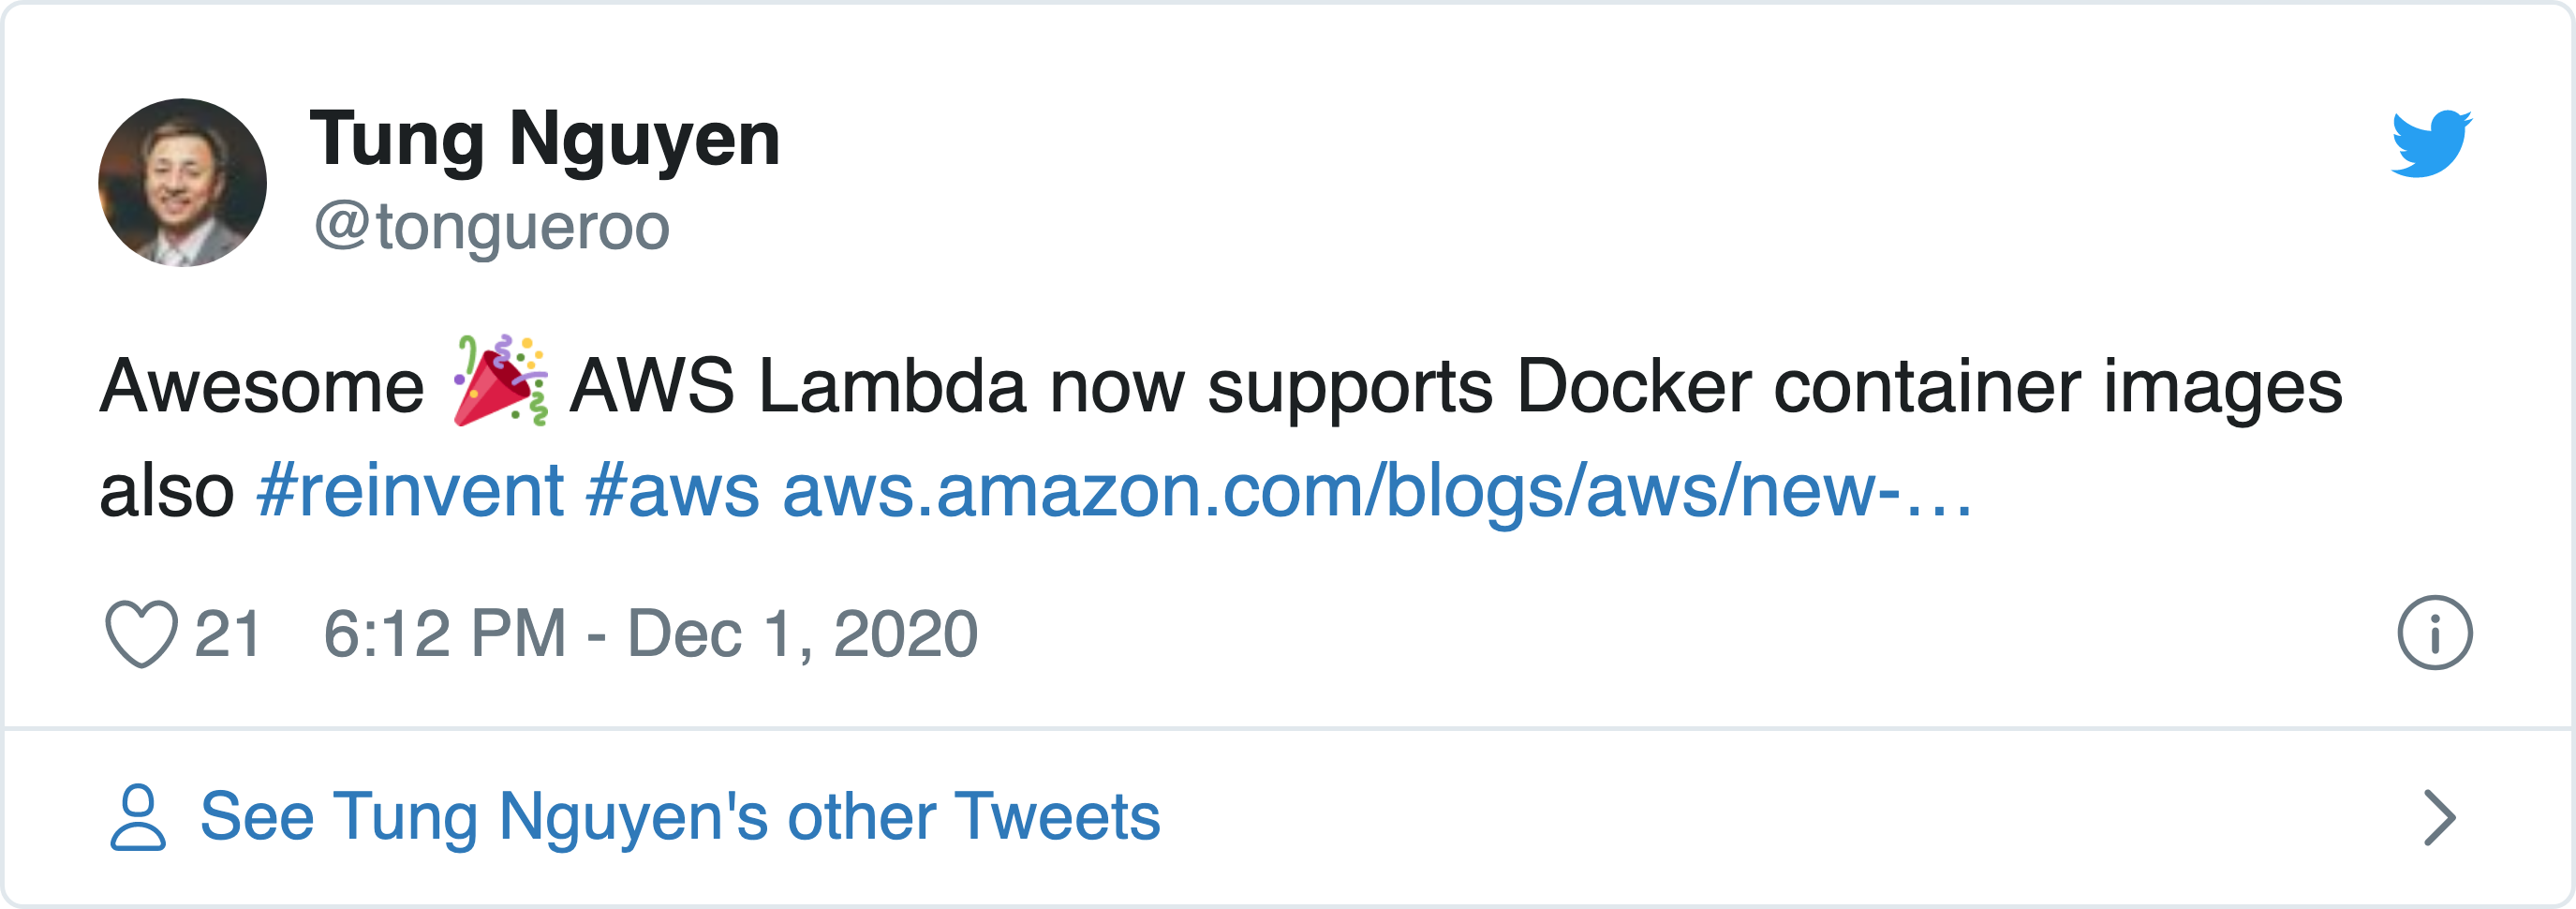 Tung Nguyen
@tongueroo
Awesome 🎉 AWS Lambda now supports Docker container images
also #reinvent #aws aws.amazon.com/blogs/aws/new-…
21 6:12 PM - Dec 1, 2020
See Tung Nguyen's other Tweets